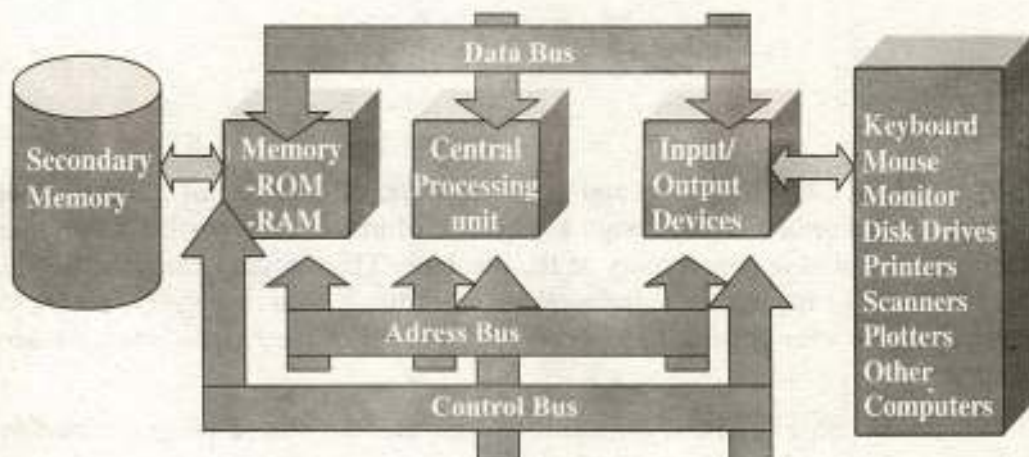 Data Bus
Secondary
Memory
Memory
-ROM
-RAM
Central
Processing
unit
Input/
Output
Devices
Keyboard
Mouse
Monitor
Disk Drives
Printers
Scanners
Plotters
Other
Computers
Adress Bus
Control Bus